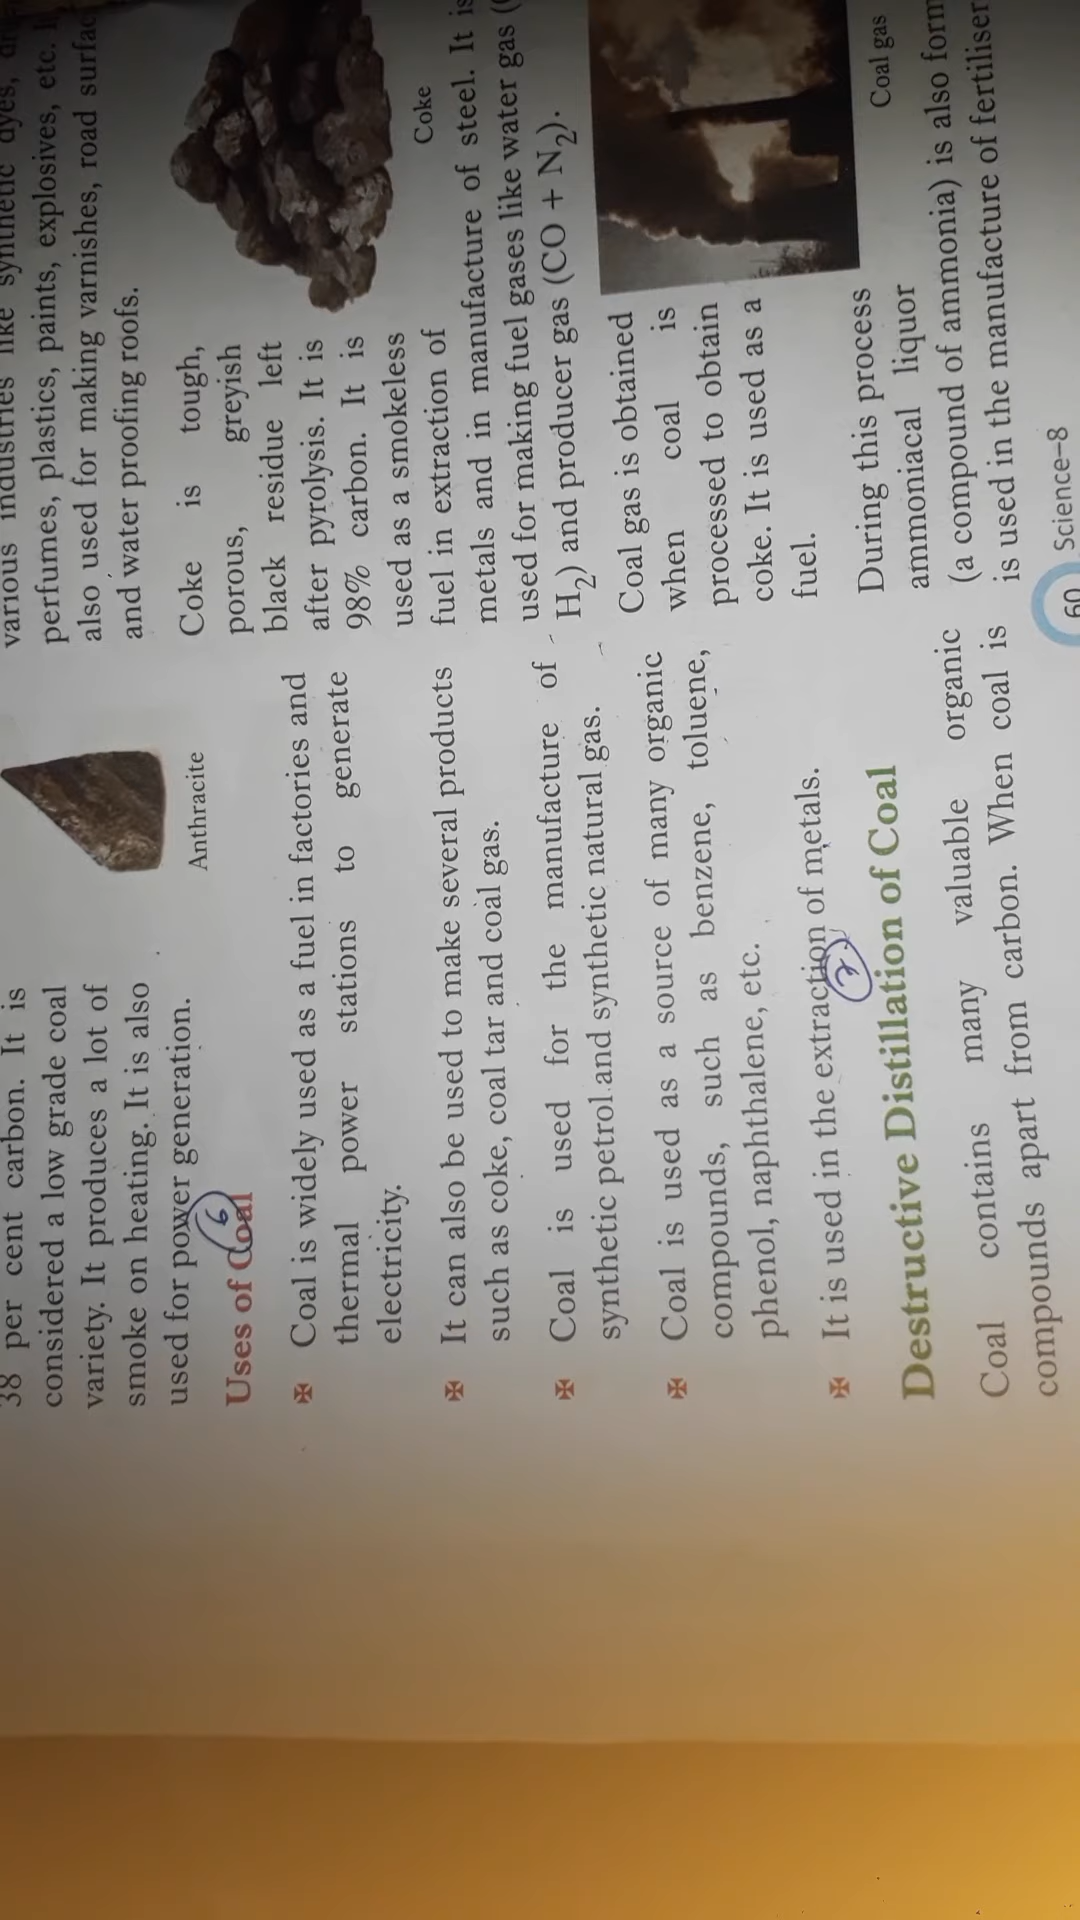 38 per cent carbon. It is
considered a low grade coal
variety. It produces a lot of
smoke on heating. It is also
used for power generation.
Anthracite
6
Uses of Coal
Coal is widely used as a fuel in factories and
thermal power stations to generate
electricity.
It can also be used to make several products
such as coke, coal tar and coal gas.
Coal is used for the manufacture of
synthetic petrol and synthetic natural gas.
Coal is used as a source of many organic
compounds, such as benzene, toluene,
phenol, naphthalene, etc.
It is used in the extraction of metals.
7
Destructive Distillation of Coal
Coal contains many valuable organic
compounds apart from carbon. When coal is
various industries like synthetic dyes,
perfumes, plastics, paints, explosives, etc.
also used for making varnishes, road
and water proofing roofs.
Coke is tough,
porous, greyish
black residue left
after pyrolysis. It is
98% carbon. It is
used as a smokeless
fuel in extraction of
Coke
metals and in manufacture of steel. It is
used for making fuel gases like water gas
H₂) and producer gas (CO + N₂).
Coal gas is obtained
when coal is
processed to obtain
coke. It is used as a
fuel.
Coal gas
During this process
ammoniacal liquor
(a compound of ammonia) is also
is used in the manufacture of
60 Science–8